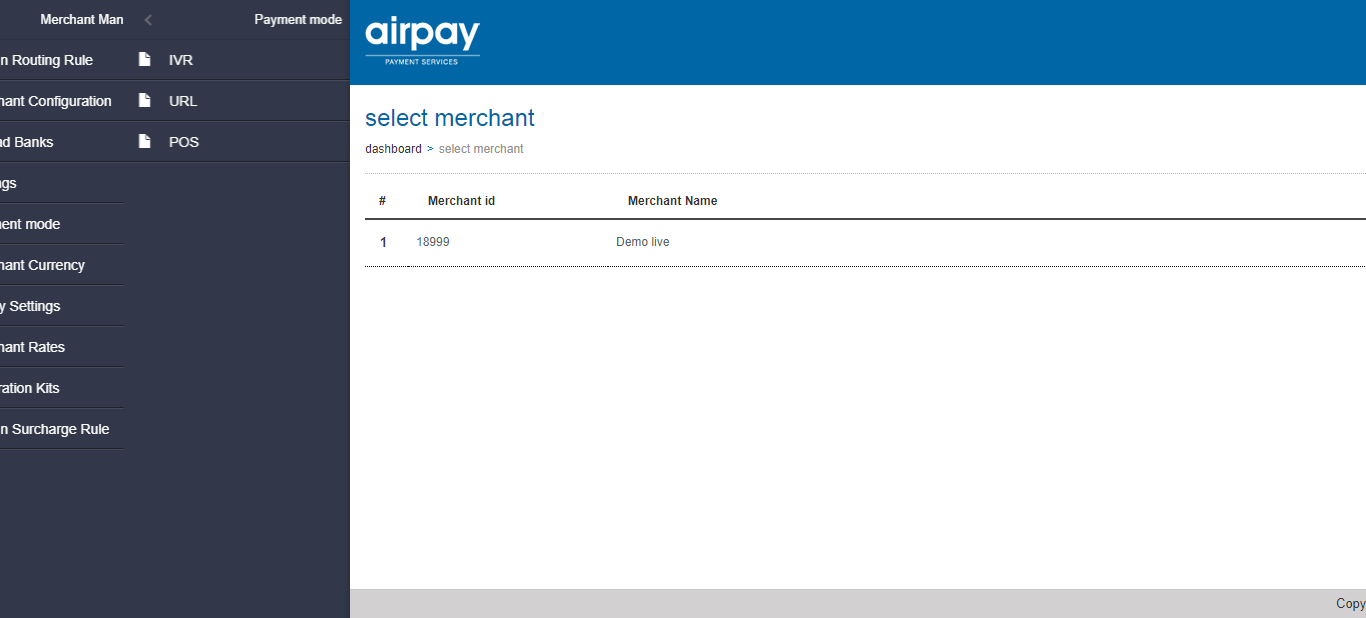 Merchant Man
Payment mode
n Routing Rule
hant Configuration
ad Banks
ngs
ment mode
hant Currency
y Settings
hant Rates
ration Kits
n Surcharge Rule
IVR
URL
POS
airpay
PAYMENT SERVICES
select merchant
dashboard > select merchant
# Merchant id Merchant Name
1 18999 Demo live
Copy